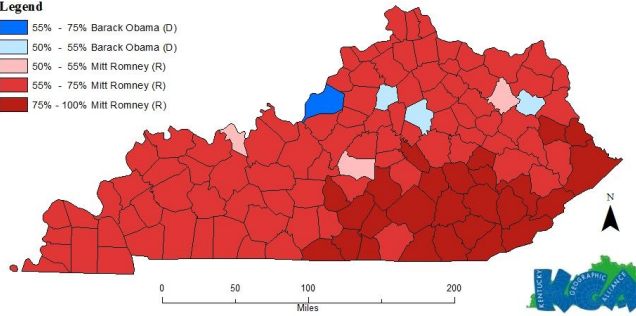 Legend
55% - 75% Barack Obama (D)
50% - 55% Barack Obama (D)
50% - 55% Mitt Romney (R)
55% - 75% Mitt Romney (R)
75% - 100% Mitt Romney (R)
N
0 50 100 200
Miles
KENTUCKY
GEOGRAPHIC
ALLIANCE
KGA